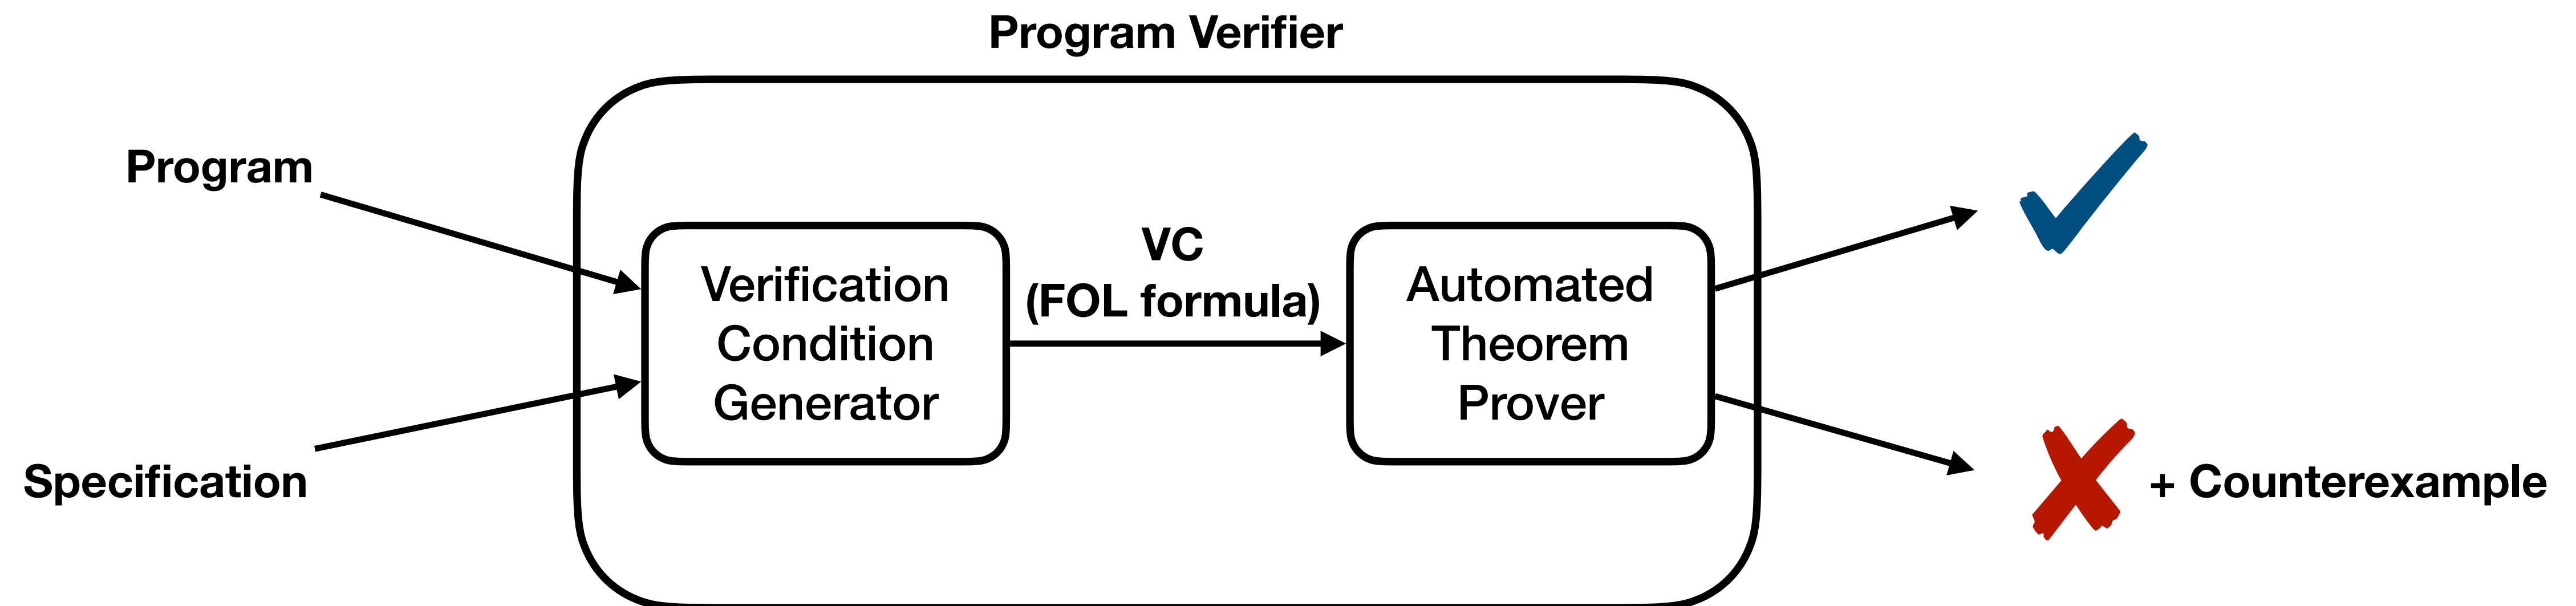 Program Verifier
Program
Specification
Verification
Condition
Generator
VC
(FOL formula)
Automated
Theorem
Prover
+ Counterexample